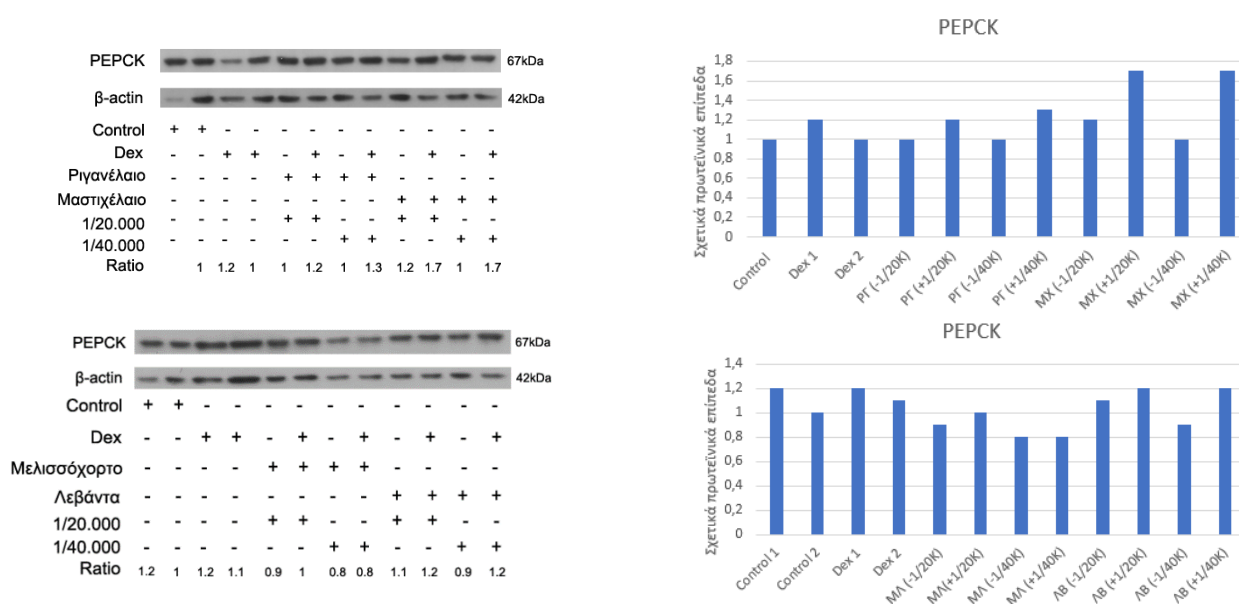 PEPCK 67kDa
β-actin 42kDa
Control + + - - - - - - - - - -
Dex - - + + - + - + - + - +
Ριγανέλαιο - - - - + + + + - - - -
Μαστιχέλαιο - - - - - - - - + + + +
1/20.000 - - - - + + - - + + - -
1/40.000 - - - - - - + + - - + +
Ratio 1 1.2 1 1 1.2 1 1.3 1.2 1.7 1 1.7
PEPCK
Σχετικά πρωτεϊνικά επίπεδα
1,8
1,6
1,4
1,2
1
0,8
0,6
0,4
0,2
0
Control Dex 1 Dex 2 ΡΓ (-1/20K) ΡΓ (+1/20K) ΡΓ (-1/40K) ΡΓ (+1/40K) ΜΧ (-1/20K) ΜΧ (+1/20K) ΜΧ (-1/40K) ΜΧ (+1/40K)
PEPCK 67kDa
β-actin 42kDa
Control + + - - - - - - - - - -
Dex - - + + - + - + - + - +
Μελισσόχορτο - - - - + + + + - - - -
Λεβάντα - - - - - - - - + + + +
1/20.000 - - - - + + - - + + - -
1/40.000 - - - - - - + + - - + +
Ratio 1.2 1 1.2 1.1 0.9 1 0.8 0.8 1.1 1.2 0.9 1.2
PEPCK
Σχετικά πρωτεϊνικά επίπεδα
1,4
1,2
1
0,8
0,6
0,4
0,2
0
Control 1 Control 2 Dex 1 Dex 2 ΜΛ (-1/20K) ΜΛ(+1/20K) ΜΛ (-1/40K) ΜΛ (+1/40K) ΛΒ (-1/20K) ΛΒ (+1/20K) ΛΒ (-1/40K) ΛΒ (+1/40K)